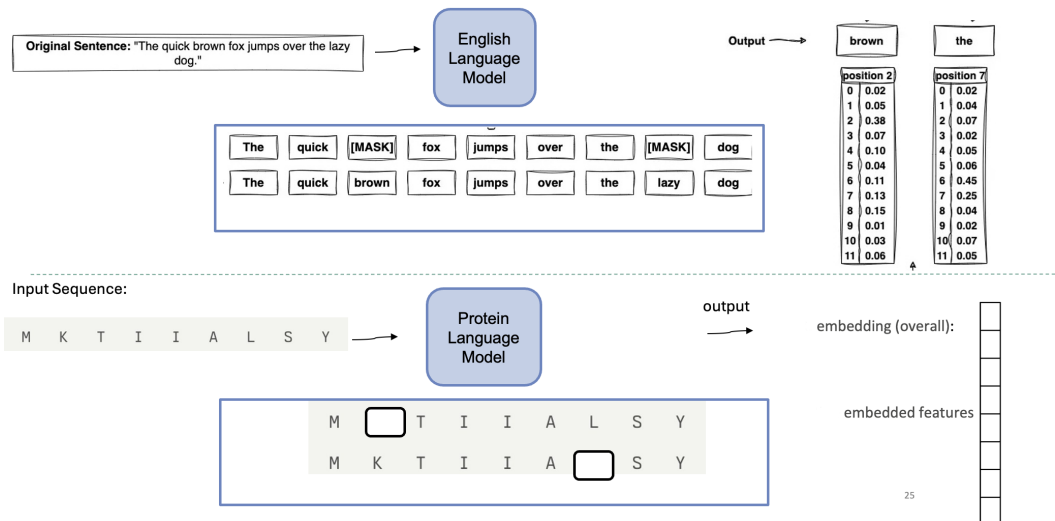 Original Sentence: "The quick brown fox jumps over the lazy
dog."
English
Language
Model
Output
brown
the
position 2
0 0.02
1 0.05
2 0.38
3 0.07
4 0.10
5 0.04
6 0.11
7 0.13
8 0.15
9 0.01
10 0.03
11 0.06
position 7
0 0.02
1 0.04
2 0.07
3 0.02
4 0.05
5 0.06
6 0.45
7 0.25
8 0.04
9 0.02
10 0.07
11 0.05
The quick [MASK] fox jumps over the [MASK] dog
The quick brown fox jumps over the lazy dog
Input Sequence:
M K T I I A L S Y
Protein
Language
Model
output
embedding (overall):
embedded features
M T I I A L S Y
M K T I I A S Y
25